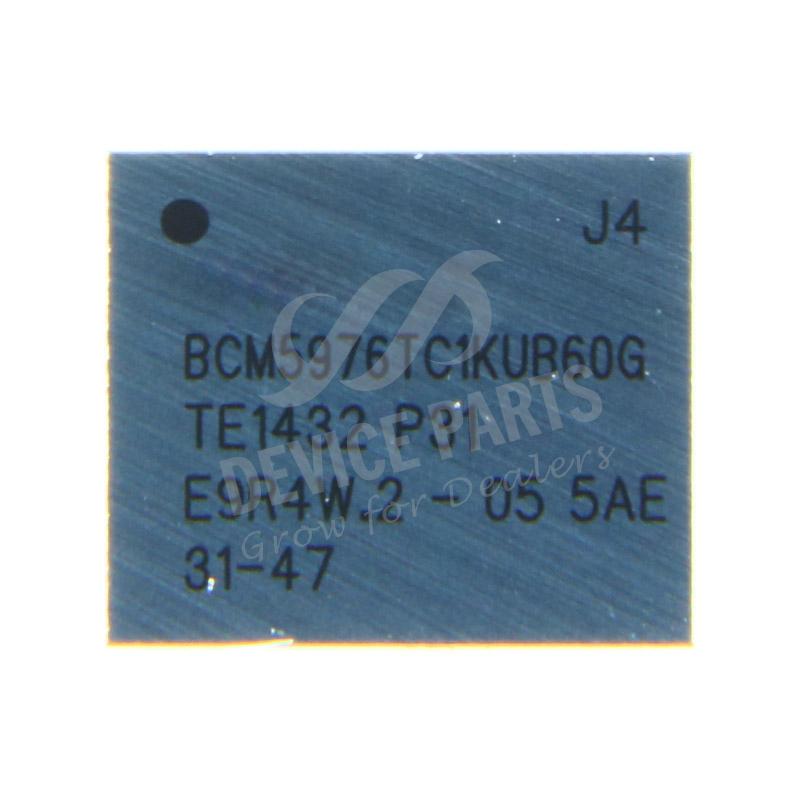 J4
BCM5976TC1KUB60G
TE1432 P31
E9R4W.2 - 05 5AE
31-47
DEVICE PARTS
Grow for Dealers